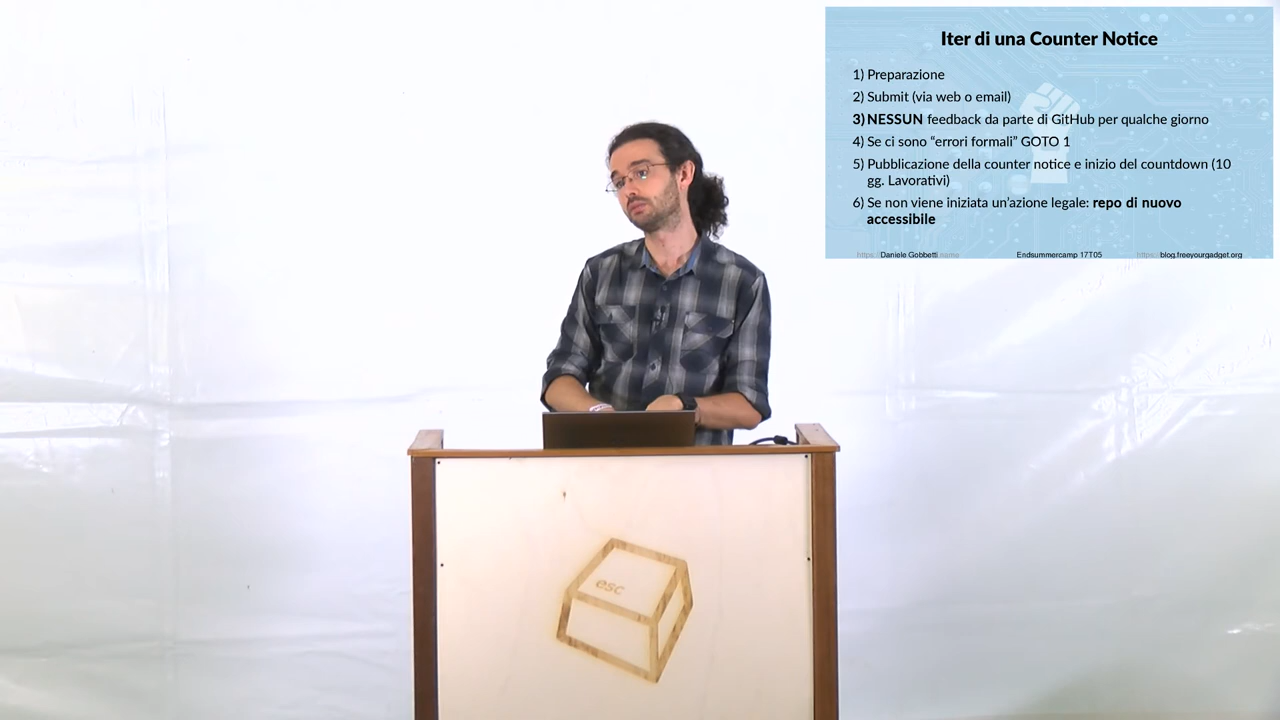 Iter di una Counter Notice
1) Preparazione
2) Submit (via web o email)
3) NESSUN feedback da parte di GitHub per qualche giorno
4) Se ci sono “errori formali” GOTO 1
5) Pubblicazione della counter notice e inizio del countdown (10
gg. Lavorativi)
6) Se non viene iniziata un’azione legale: repo di nuovo
accessibile
https://Daniele Gobbetti.name Endsummercamp 17T05 https://blog.freeyourgadget.org
esc